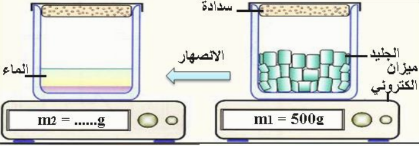 سدادة
الجليد
ميزان
الكتروني
الانصهار
الماء
m1 = 500g
m2 = ......g